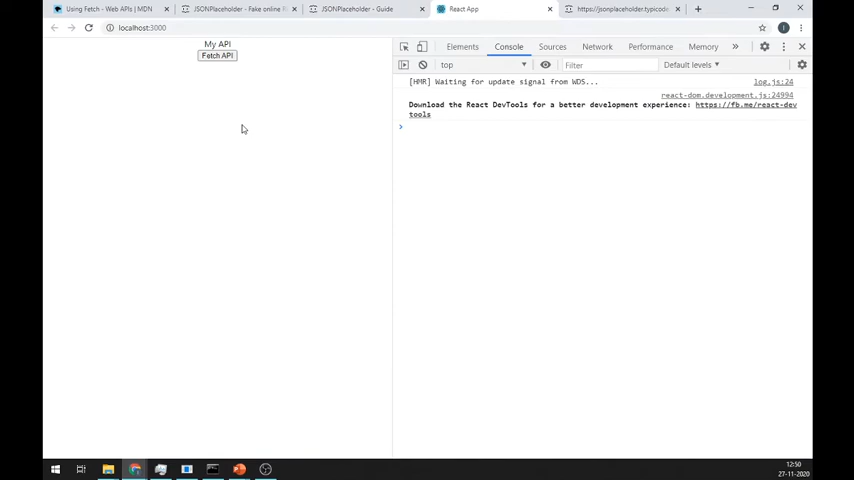 Using Fetch - Web APIs | MDN
JSONPlaceholder - Fake online R
JSONPlaceholder - Guide
React App
https://jsonplaceholder.typicode
localhost:3000
My API
Fetch API
Elements Console Sources Network Performance Memory »
top Filter Default levels
[HMR] Waiting for update signal from WDS... log.js:24
react-dom.development.js:24994
Download the React DevTools for a better development experience: https://fb.me/react-dev
tools
12:50
27-11-2020